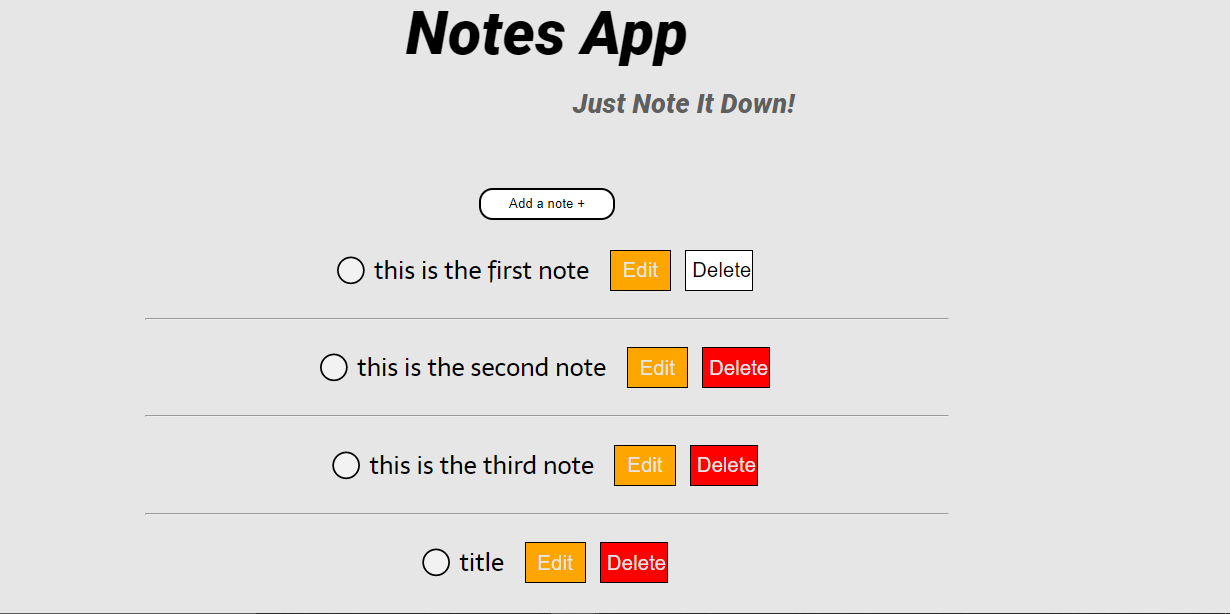 Notes App
Just Note It Down!
Add a note +
this is the first note Edit Delete
this is the second note Edit Delete
this is the third note Edit Delete
title Edit Delete